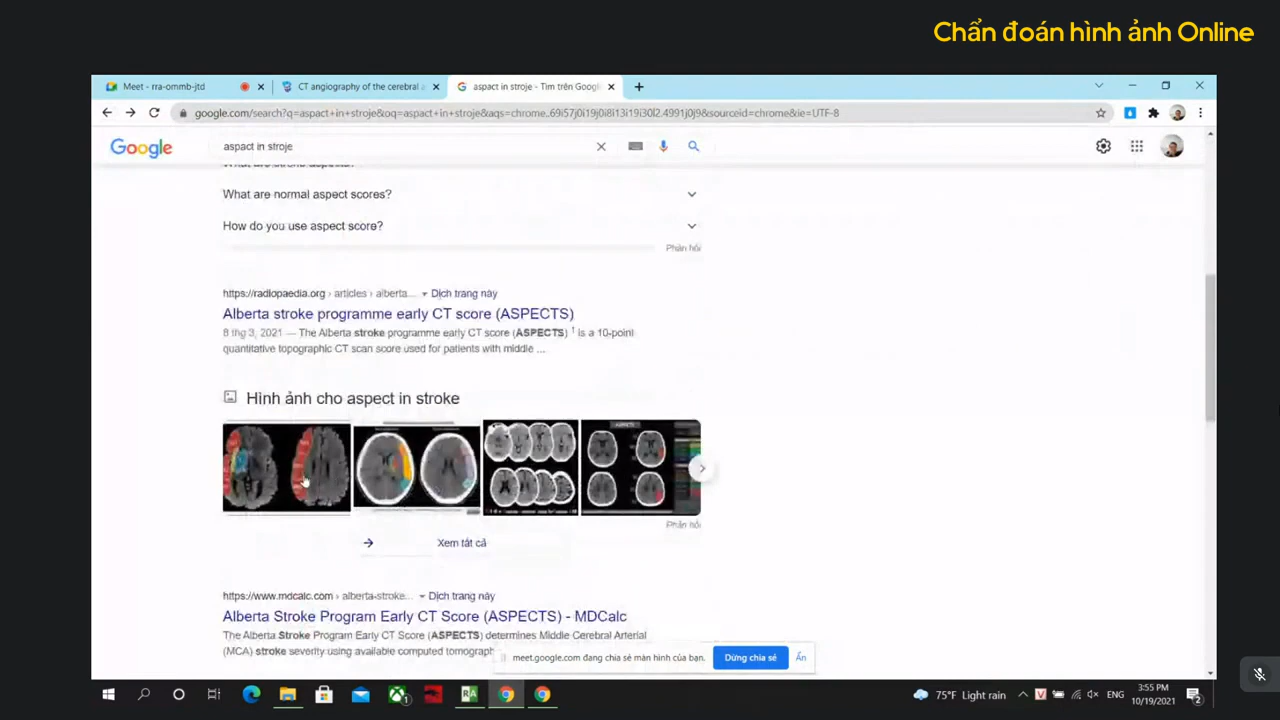 Chẩn đoán hình ảnh Online
Meet - rra-ommb-jtd
CT angiography of the cerebral a
aspact in stroje - Tìm trên Googl
google.com/search?q=aspact+in+stroje&oq=aspact+in+stroje&aqs=chrome..69i57j0i19j0i8i13i19i30l2.4991j0j9&sourceid=chrome&ie=UTF-8
Google
aspact in stroje
What are normal aspect scores?
How do you use aspect score?
Phản hồi
https://radiopaedia.org › articles › alberta... Dịch trang này
Alberta stroke programme early CT score (ASPECTS)
8 thg 3, 2021 — The Alberta stroke programme early CT score (ASPECTS) 1 is a 10-point
quantitative topographic CT scan score used for patients with middle ...
Hình ảnh cho aspect in stroke
ASPECTS
Phản hồi
Xem tất cả
https://www.mdcalc.com › alberta-stroke... Dịch trang này
Alberta Stroke Program Early CT Score (ASPECTS) - MDCalc
The Alberta Stroke Program Early CT Score (ASPECTS) determines Middle Cerebral Arterial
(MCA) stroke severity using available computed tomograph
meet.google.com đang chia sẻ màn hình của bạn.
Dừng chia sẻ
Ẩn
75°F Light rain
ENG
3:55 PM
10/19/2021